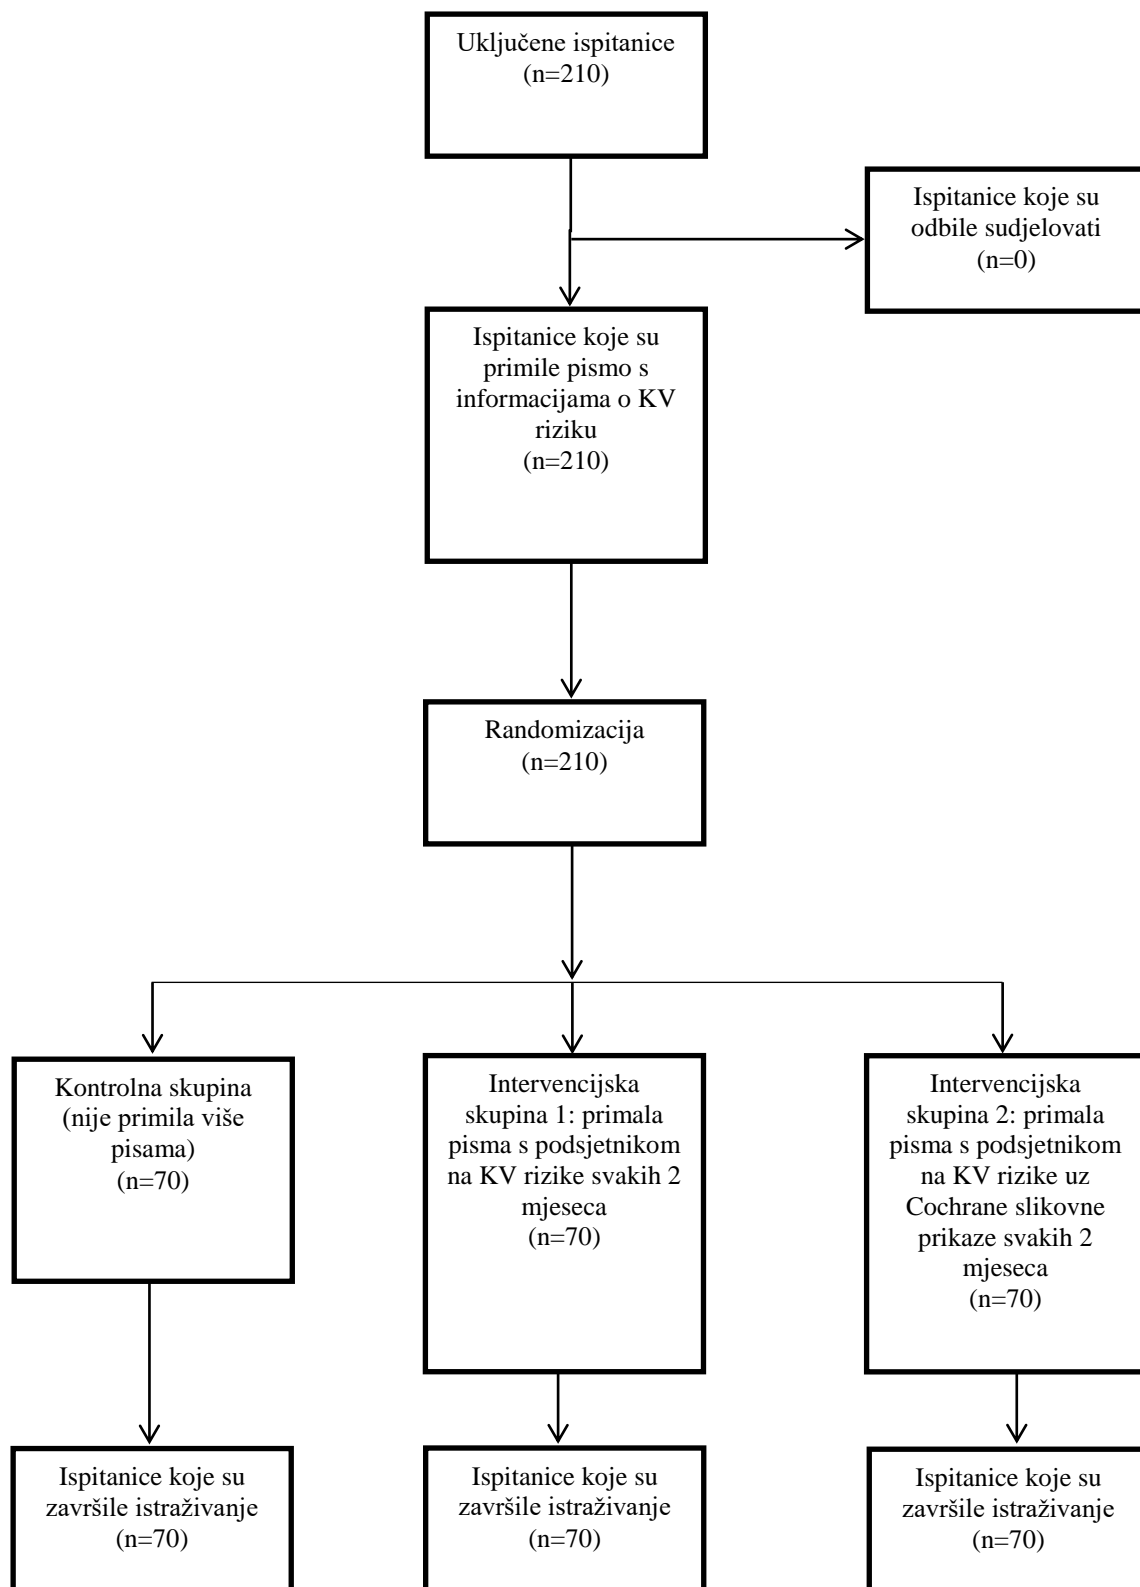 Uključene ispitanice
(n=210)
Ispitanice koje su
odbile sudjelovati
(n=0)
Ispitanice koje su
primile pismo s
informacijama o KV
riziku
(n=210)
Randomizacija
(n=210)
Kontrolna skupina
(nije primila više
pisama)
(n=70)
Intervencijska
skupina 1: primala
pisma s podsjetnikom
na KV rizike svakih 2
mjeseca
(n=70)
Intervencijska
skupina 2: primala
pisma s podsjetnikom
na KV rizike uz
Cochrane slikovne
prikaze svakih 2
mjeseca
(n=70)
Ispitanice koje su
završile istraživanje
(n=70)
Ispitanice koje su
završile istraživanje
(n=70)
Ispitanice koje su
završile istraživanje
(n=70)